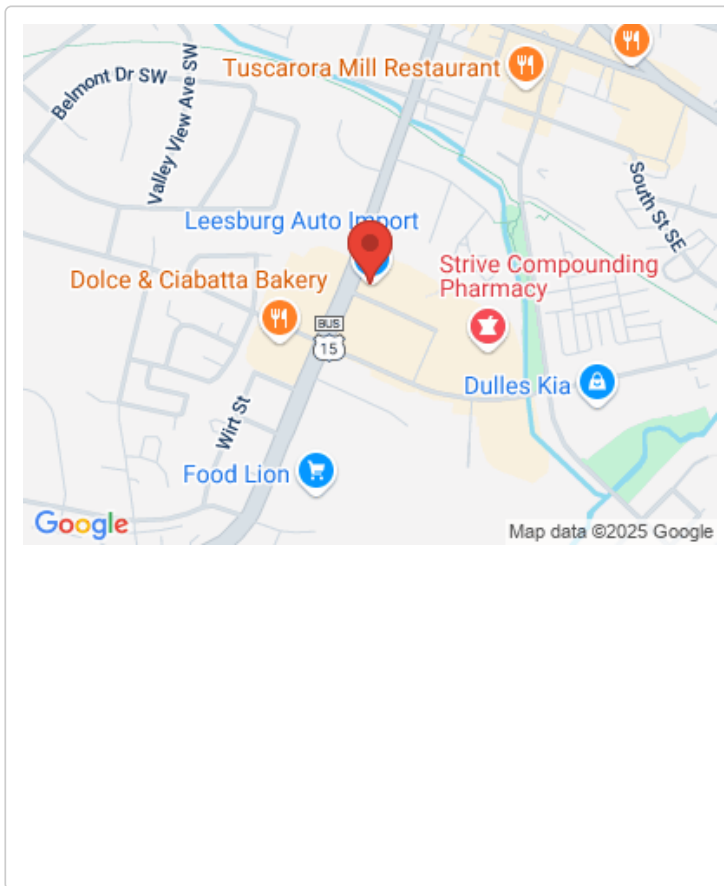 Tuscarora Mill Restaurant
Belmont Dr SW
Valley View Ave SW
South St SE
Leesburg Auto Import
Strive Compounding
Pharmacy
Dolce & Ciabatta Bakery
BUS
15
Dulles Kia
Wirt St
Food Lion
Google
Map data ©2025 Google